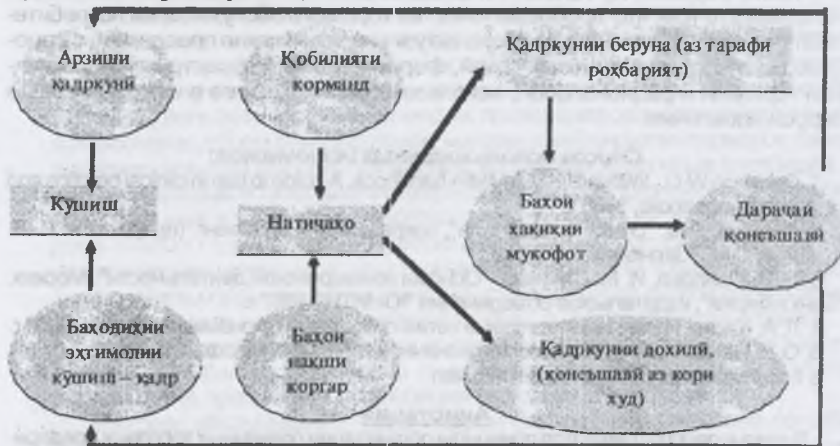 Арзиши
қадркунӣ
Қобилияти
корманд
Қадркунии беруна (аз тарафи
роҳбарият)
Кушиш
Натиҷаҳо
Баҳои
ҳақиқии
мукофот
Дараҷаи
қонеъшавӣ
Баҳодиҳии
эҳтимолии
кӯшиш – қадр
Баҳои
нақши
коргар
Қадркунии дохилӣ,
(қонеъшавӣ аз кори
худ)